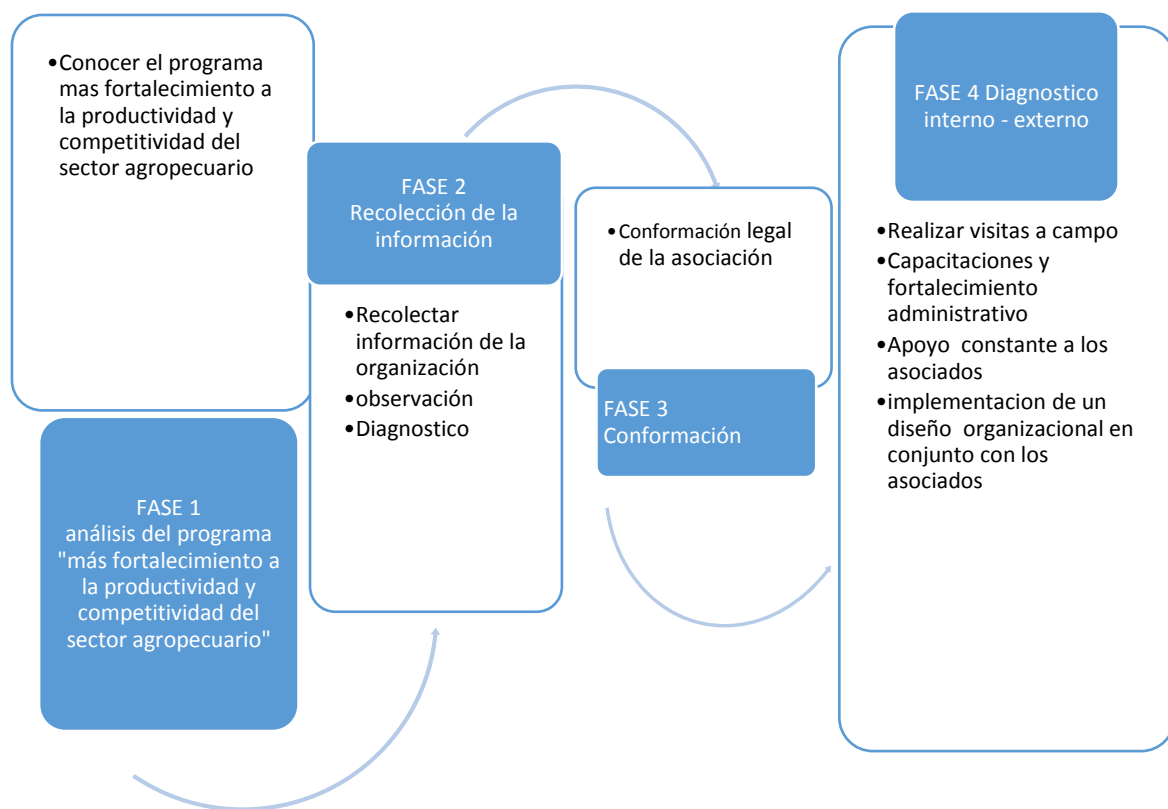 •Conocer el programa
mas fortalecimiento a
la productividad y
competitividad del
sector agropecuario
FASE 1
análisis del programa
"más fortalecimiento a
la productividad y
competitividad del
sector agropecuario"
FASE 2
Recolección de la
información
•Recolectar
información de la
organización
•observación
•Diagnostico
•Conformación legal
de la asociación
FASE 3
Conformación
FASE 4 Diagnostico
interno - externo
•Realizar visitas a campo
•Capacitaciones y
fortalecimiento
administrativo
•Apoyo constante a los
asociados
•implementacion de un
diseño organizacional en
conjunto con los
asociados